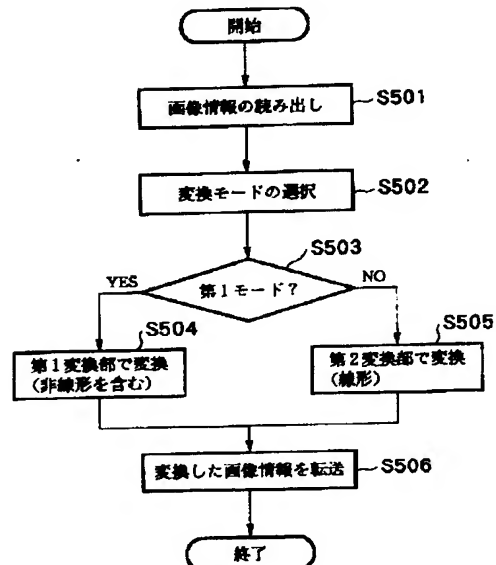 開始
画像情報の読み出し
S501
変換モードの選択
S502
S503
第1モード?
YES
NO
S504
第1変換部で変換
(非線形を含む)
S505
第2変換部で変換
(線形)
変換した画像情報を転送
S506
終了